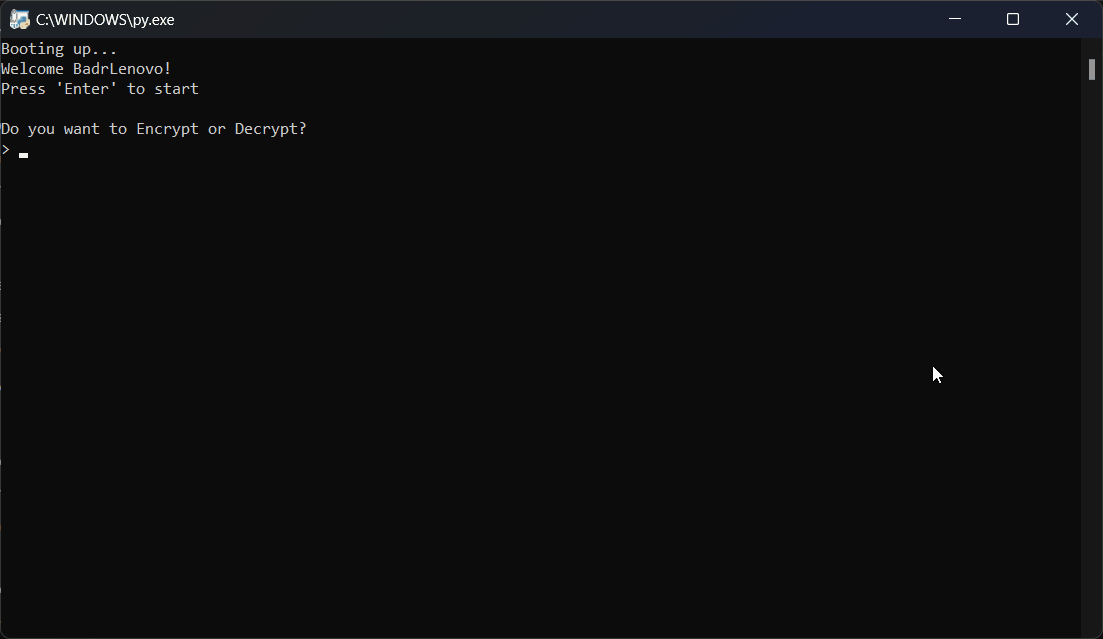 C:\WINDOWS\py.exe
Booting up...
Welcome BadrLenovo!
Press 'Enter' to start
Do you want to Encrypt or Decrypt?
>